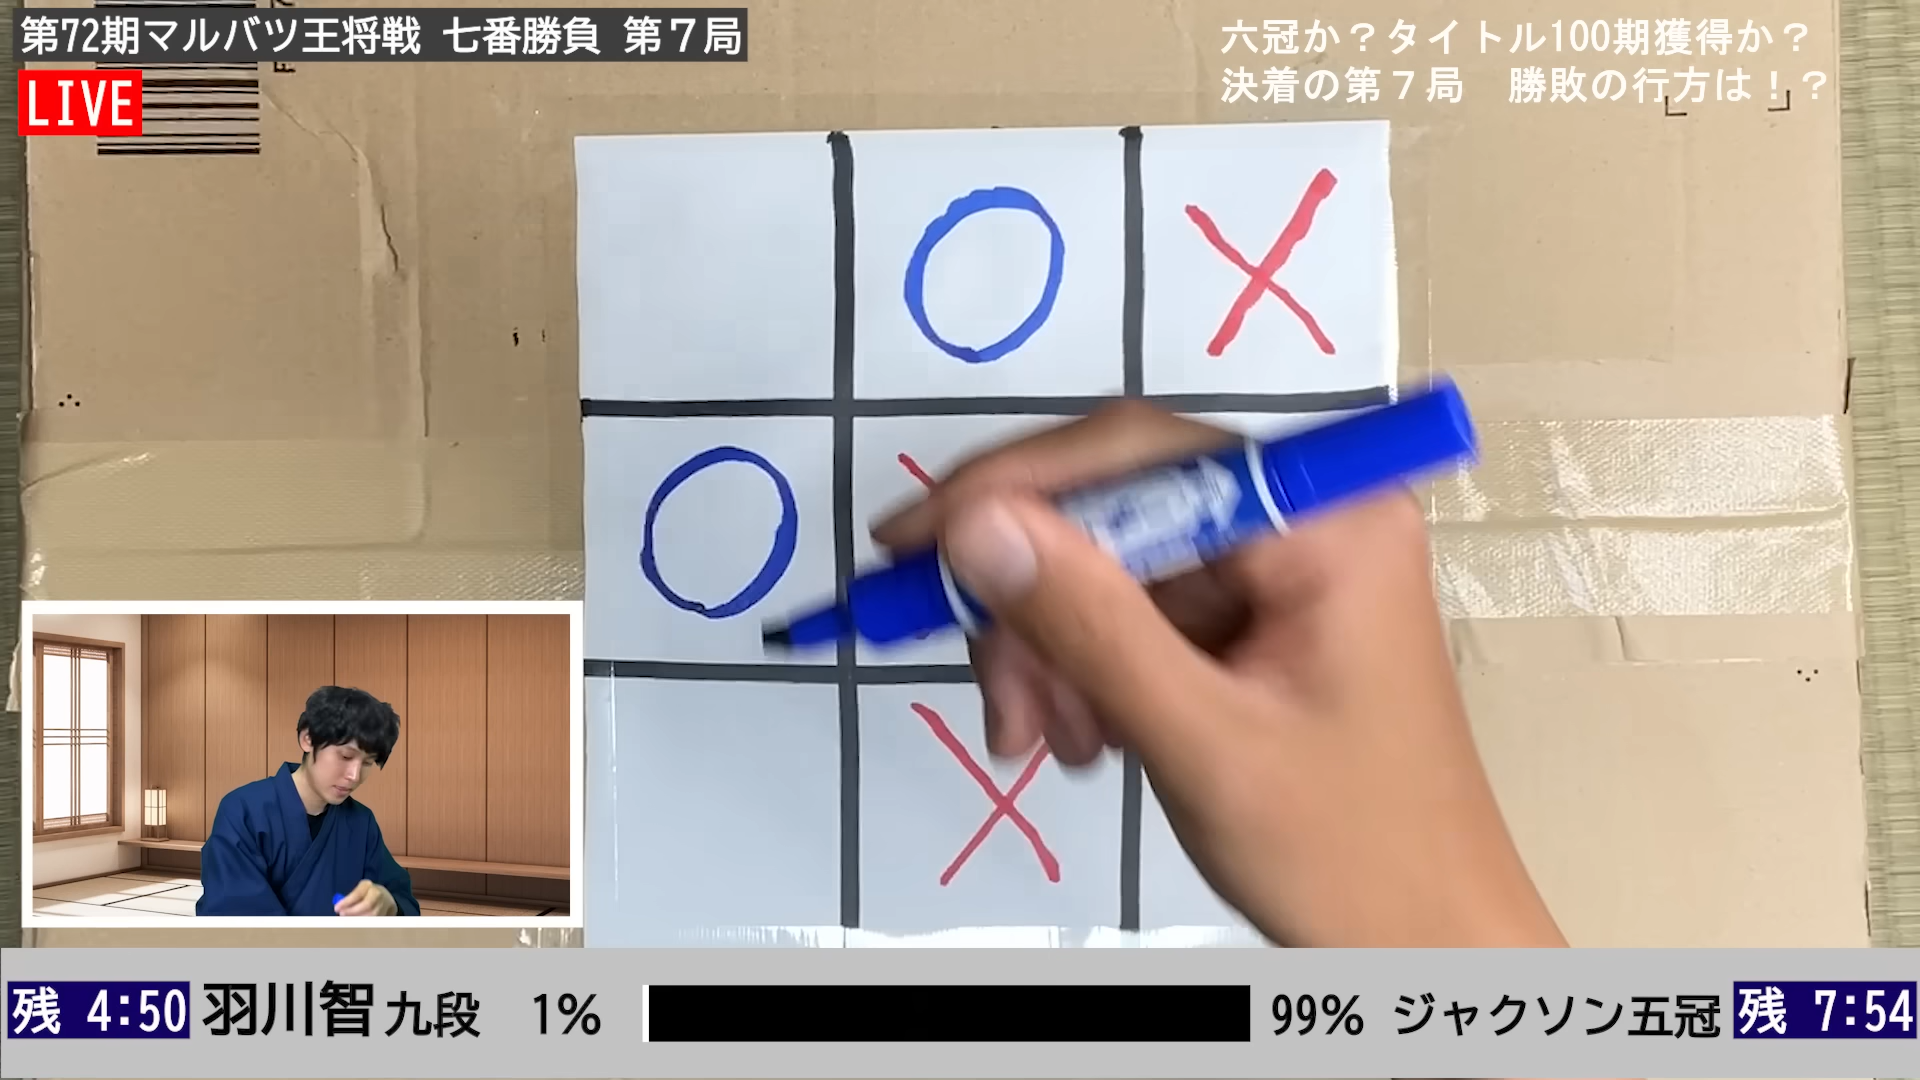 第72期マルバツ王将戦 七番勝負 第７局
LIVE
六冠か？タイトル100期獲得か？
決着の第７局　勝敗の行方は！？
残 4:50 羽川智九段 1% 99% ジャクソン五冠 残 7:54